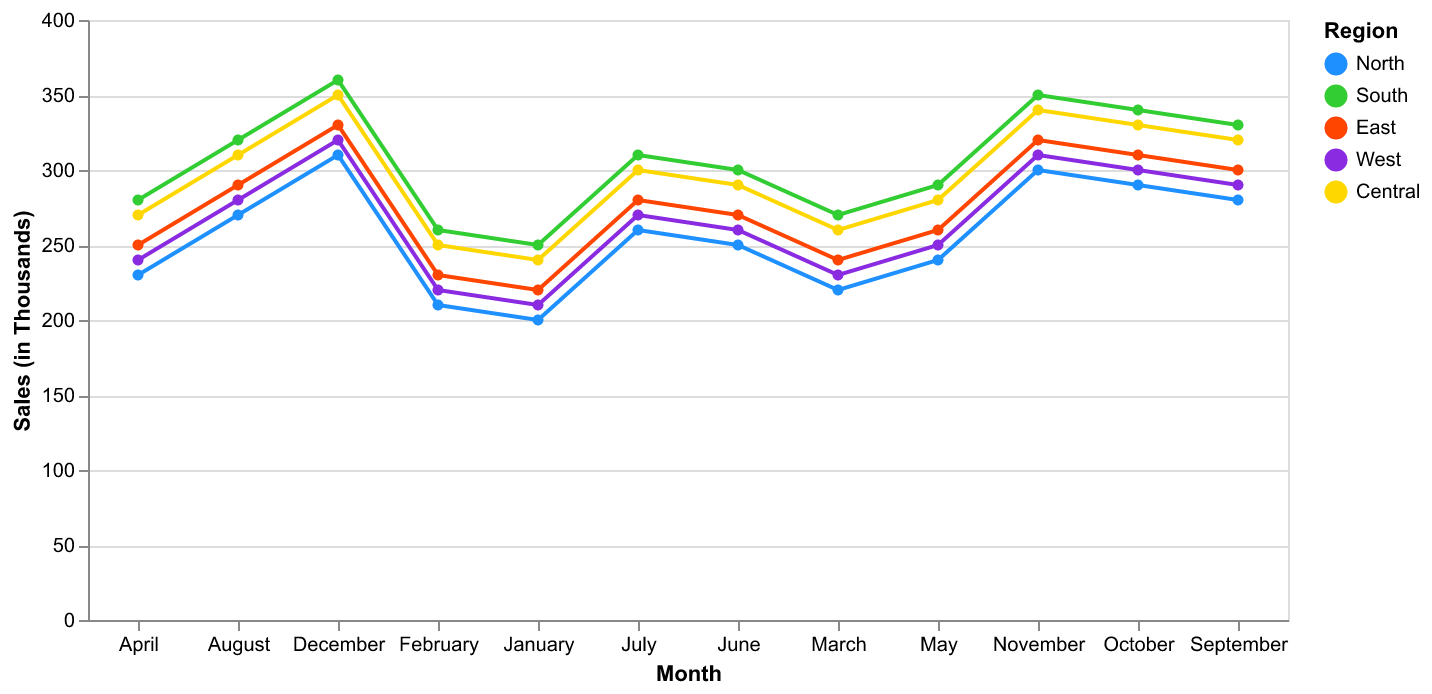 400
350
300
250
200
150
100
50
0
Sales (in Thousands)
April August December February January July June March May November October September
Month
Region
North
South
East
West
Central